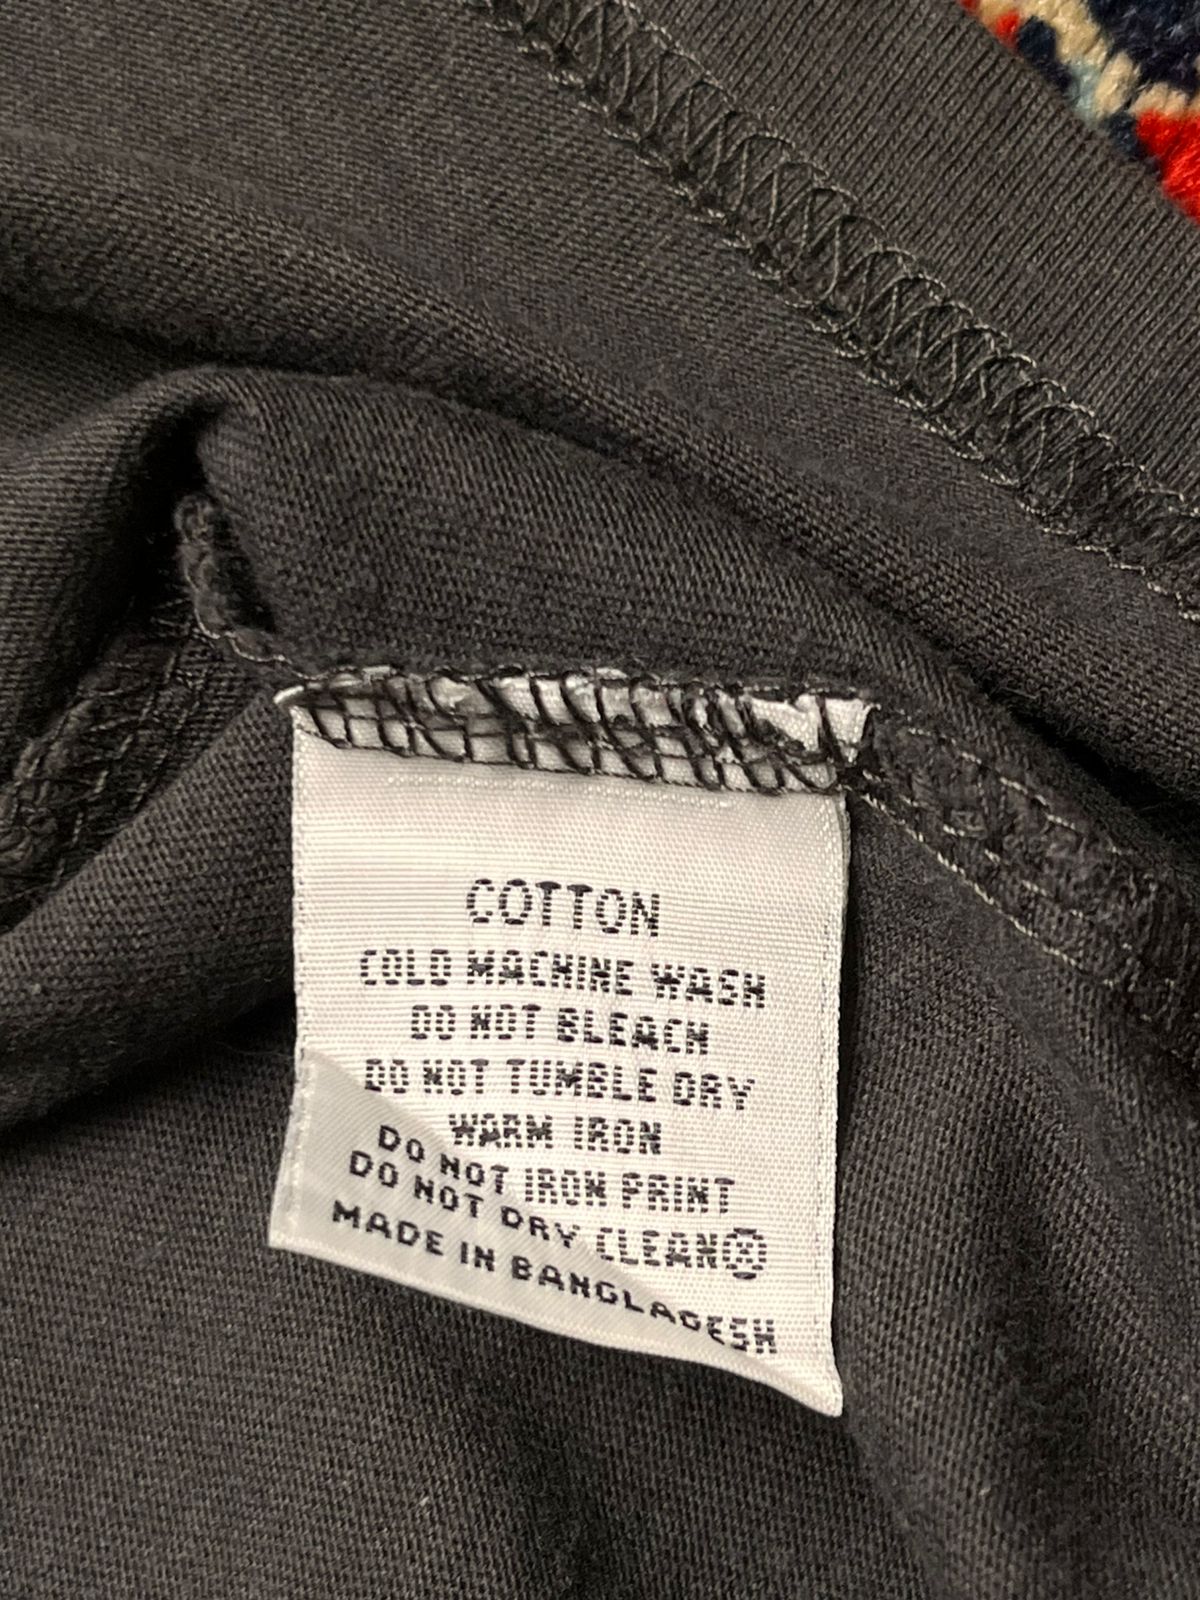 COTTON
COLD MACHINE WASH
DO NOT BLEACH
DO NOT TUMBLE DRY
WARM IRON
DO NOT IRON PRINT
DO NOT DRY CLEANⓍ
MADE IN BANGLADESH